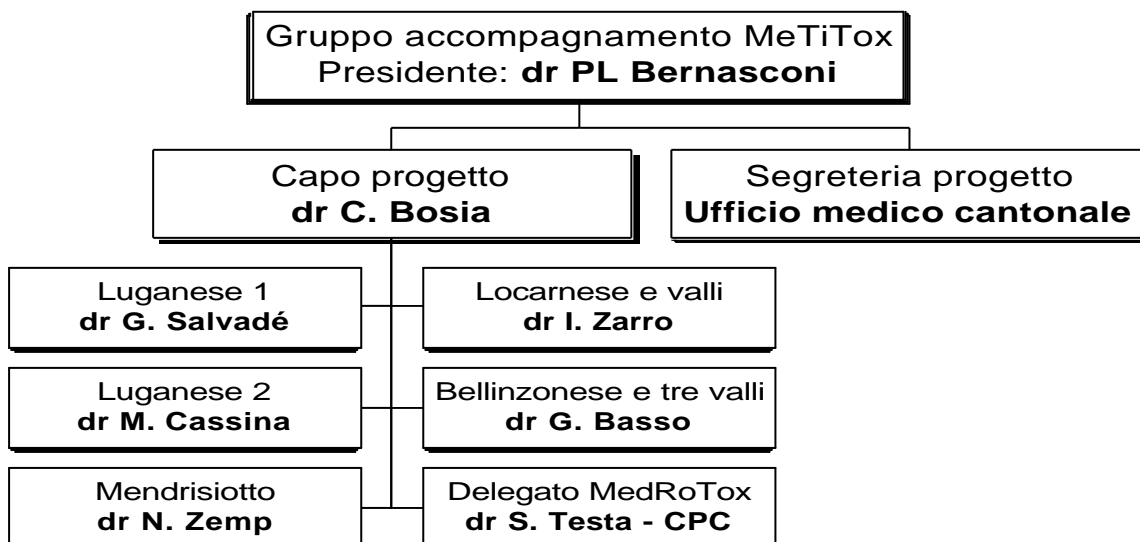 Gruppo accompagnamento MeTiTox
Presidente: dr PL Bernasconi
Capo progetto
dr C. Bosia
Segreteria progetto
Ufficio medico cantonale
Luganese 1
dr G. Salvadé
Locarnese e valli
dr I. Zarro
Luganese 2
dr M. Cassina
Bellinzonese e tre valli
dr G. Basso
Mendrisiotto
dr N. Zemp
Delegato MedRoTox
dr S. Testa - CPC